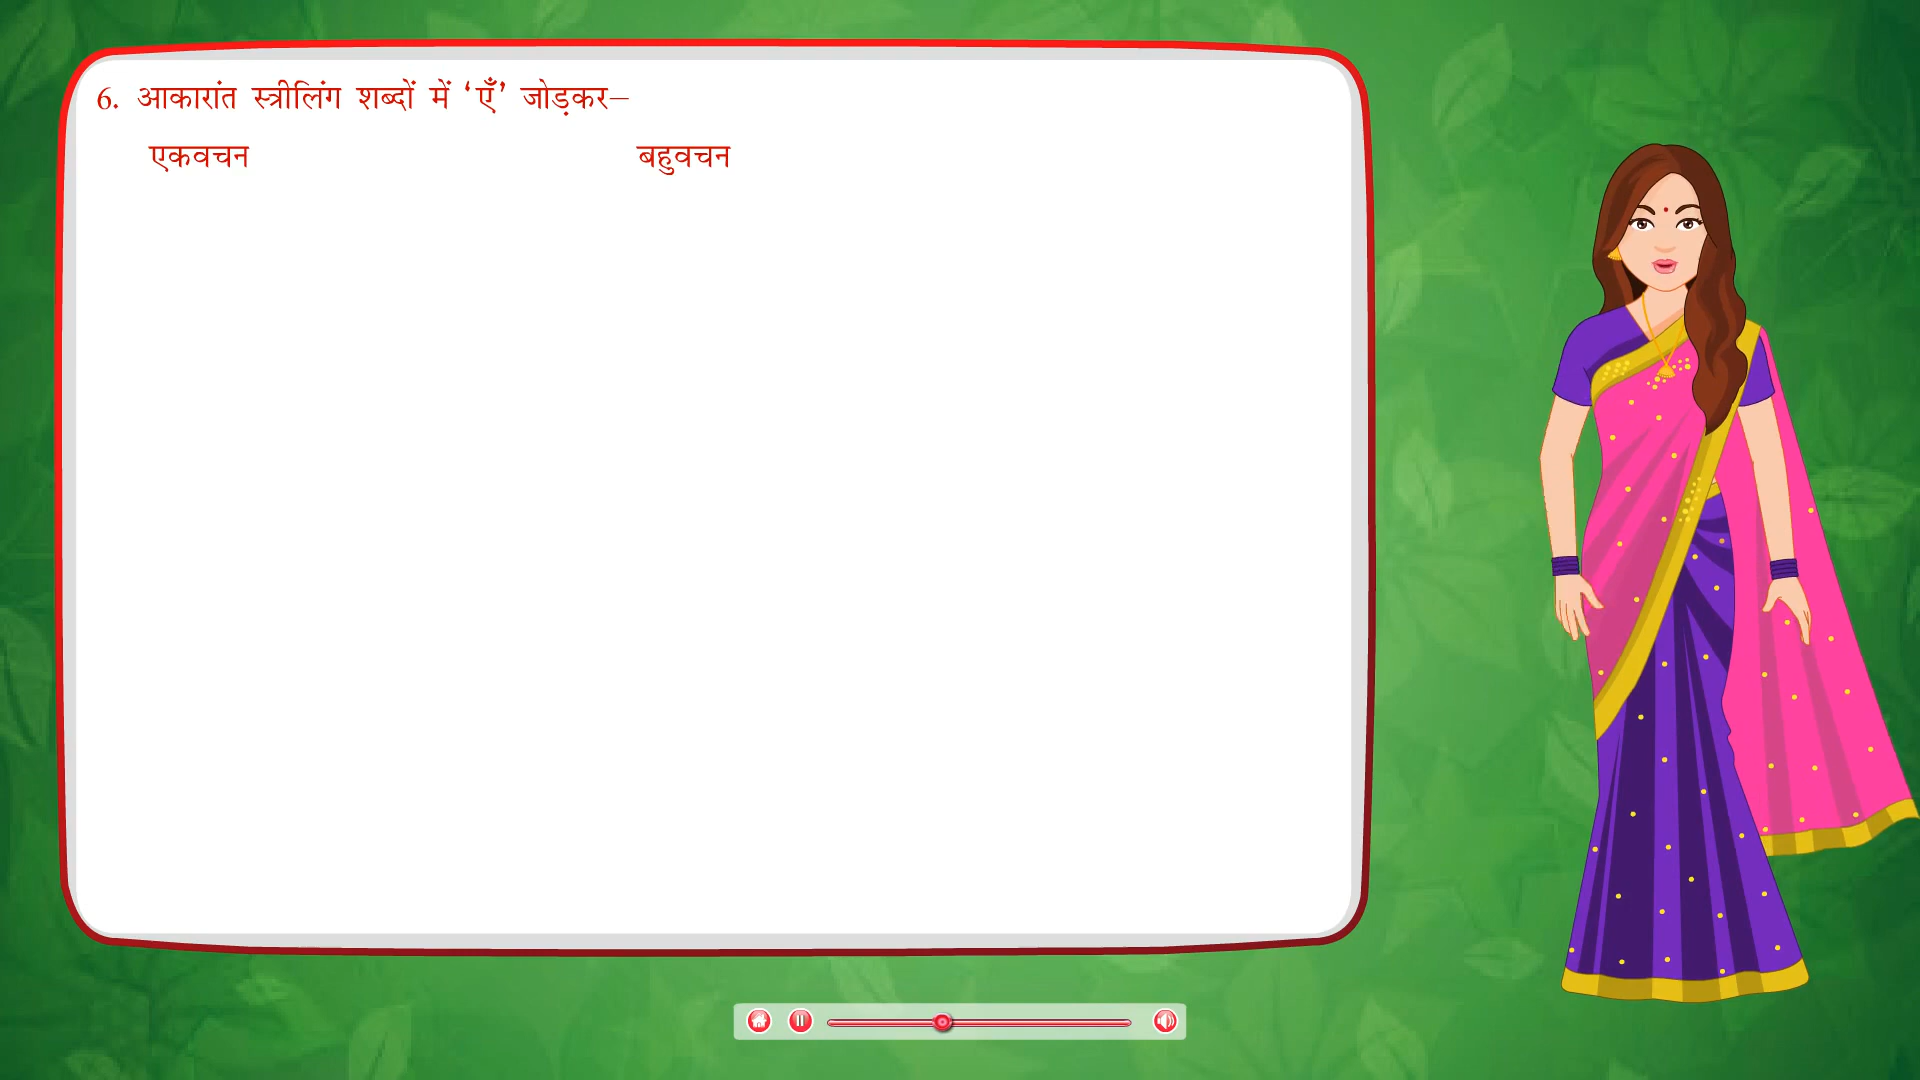 6. आकारांत स्त्रीलिंग शब्दों में ‘एँ’ जोड़कर–
एकवचन बहुवचन